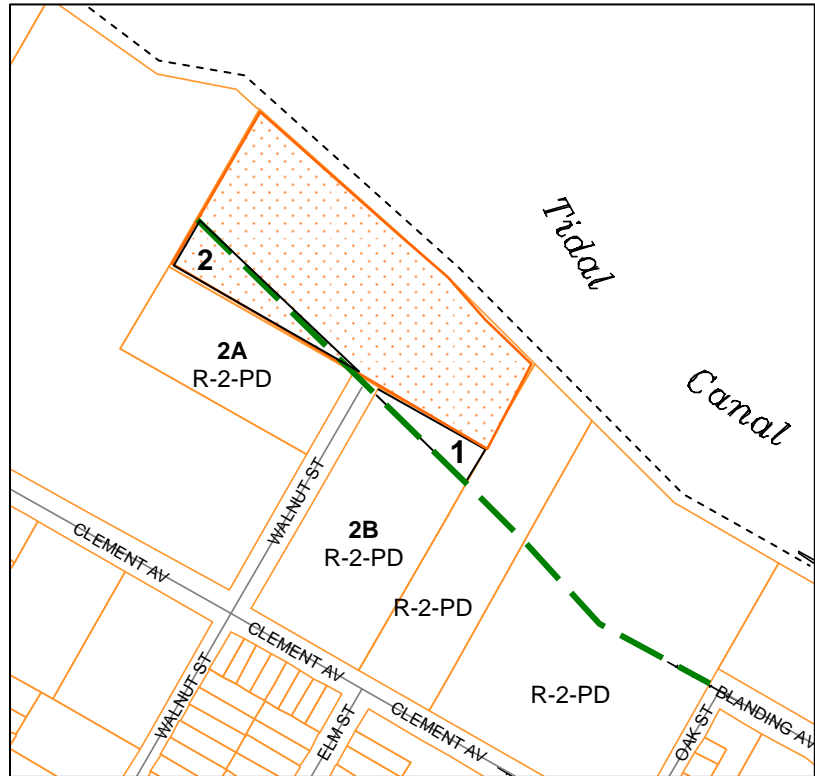 Tidal
Canal
2
2A
R-2-PD
1
2B
R-2-PD
R-2-PD
R-2-PD
WALNUT ST
CLEMENT AV
CLEMENT AV
CLEMENT AV
WALNUT ST
ELM ST
OAK ST
BLANDING AV